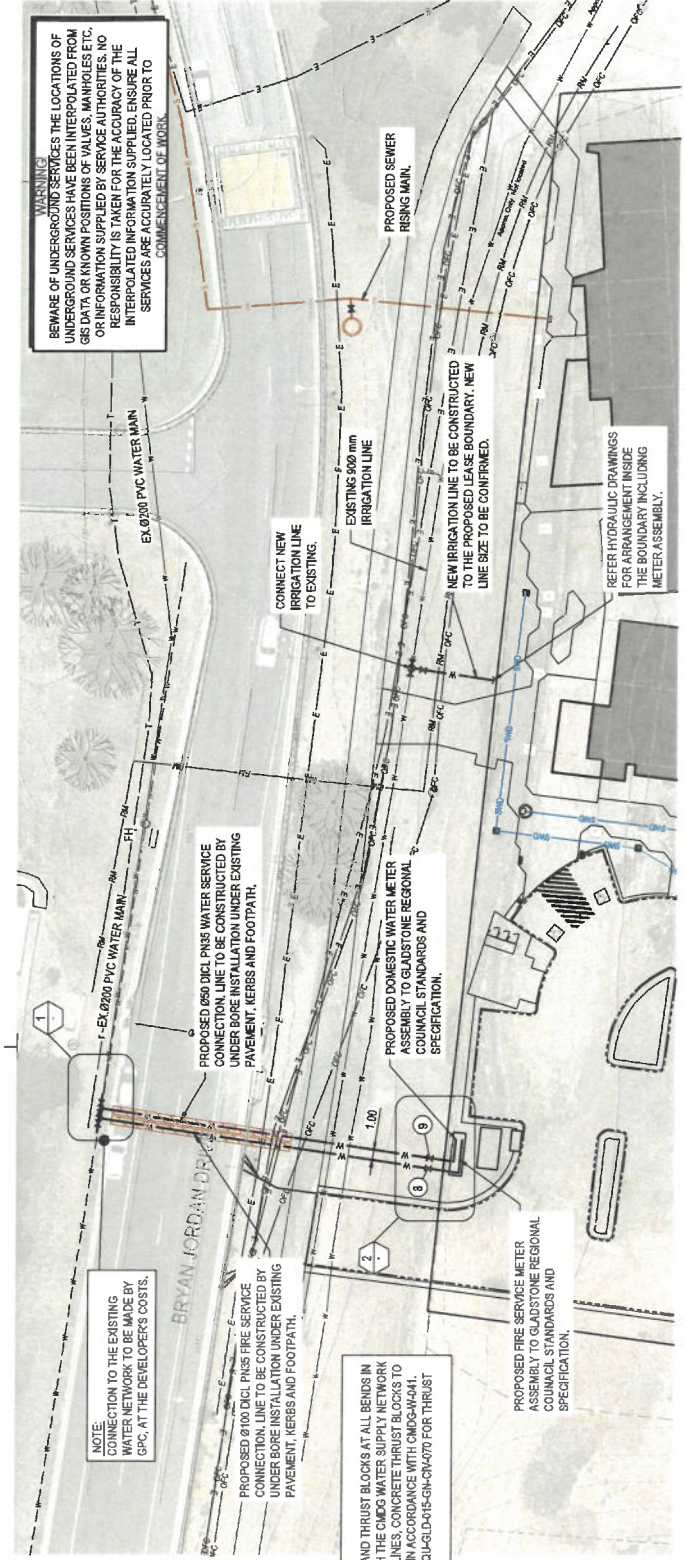 WARNING!
BEWARE OF UNDERGROUND SERVICES THE LOCATIONS OF
UNDERGROUND SERVICES HAVE BEEN INTERPOLATED FROM
GIS DATA OR KNOWN POSITIONS OF VALVES, MANHOLES ETC.
OR INFORMATION SUPPLIED BY SERVICE AUTHORITIES. NO
RESPONSIBILITY IS TAKEN FOR THE ACCURACY OF THE
INTERPOLATED INFORMATION SUPPLIED, ENSURE ALL
SERVICES ARE ACCURATELY LOCATED PRIOR TO
COMMENCEMENT OF WORK.
NOTE:
CONNECTION TO THE EXISTING
WATER NETWORK TO BE MADE BY
GPC, AT THE DEVELOPER'S COSTS.
1
EX.Ø200 PVC WATER MAIN
FH
EX.Ø200 PVC WATER MAIN
BRYAN JORDAN DRI
PROPOSED Ø50 DICL PN35 WATER SERVICE
CONNECTION. LINE TO BE CONSTRUCTED BY
UNDER BORE INSTALLATION UNDER EXISTING
PAVEMENT, KERBS AND FOOTPATH.
CONNECT NEW
IRRIGATION LINE
TO EXISTING.
EXISTING 90Ø mm
IRRIGATION LINE
PROPOSED SEWER
RISING MAIN.
PROPOSED Ø100 DICL PN35 FIRE SERVICE
CONNECTION. LINE TO BE CONSTRUCTED BY
UNDER BORE INSTALLATION UNDER EXISTING
PAVEMENT, KERBS AND FOOTPATH.
1.00
PROPOSED DOMESTIC WATER METER
ASSEMBLY TO GLADSTONE REGIONAL
COUNACIL STANDARDS AND
SPECIFICATION.
NEW IRRIGATION LINE TO BE CONSTRUCTED
TO THE PROPOSED LEASE BOUNDARY. NEW
LINE SIZE TO BE CONFIRMED.
2
8
9
AND THRUST BLOCKS AT ALL BENDS IN
THE CMDG WATER SUPPLY NETWORK
LINES, CONCRETE THRUST BLOCKS TO
IN ACCORDANCE WITH CMDG-W-041.
QU-GLD-015-GN-CIV-070 FOR THRUST
PROPOSED FIRE SERVICE METER
ASSEMBLY TO GLADSTONE REGIONAL
COUNACIL STANDARDS AND
SPECIFICATION.
REFER HYDRAULIC DRAWINGS
FOR ARRANGEMENT INSIDE
THE BOUNDARY INCLUDING
METER ASSEMBLY.